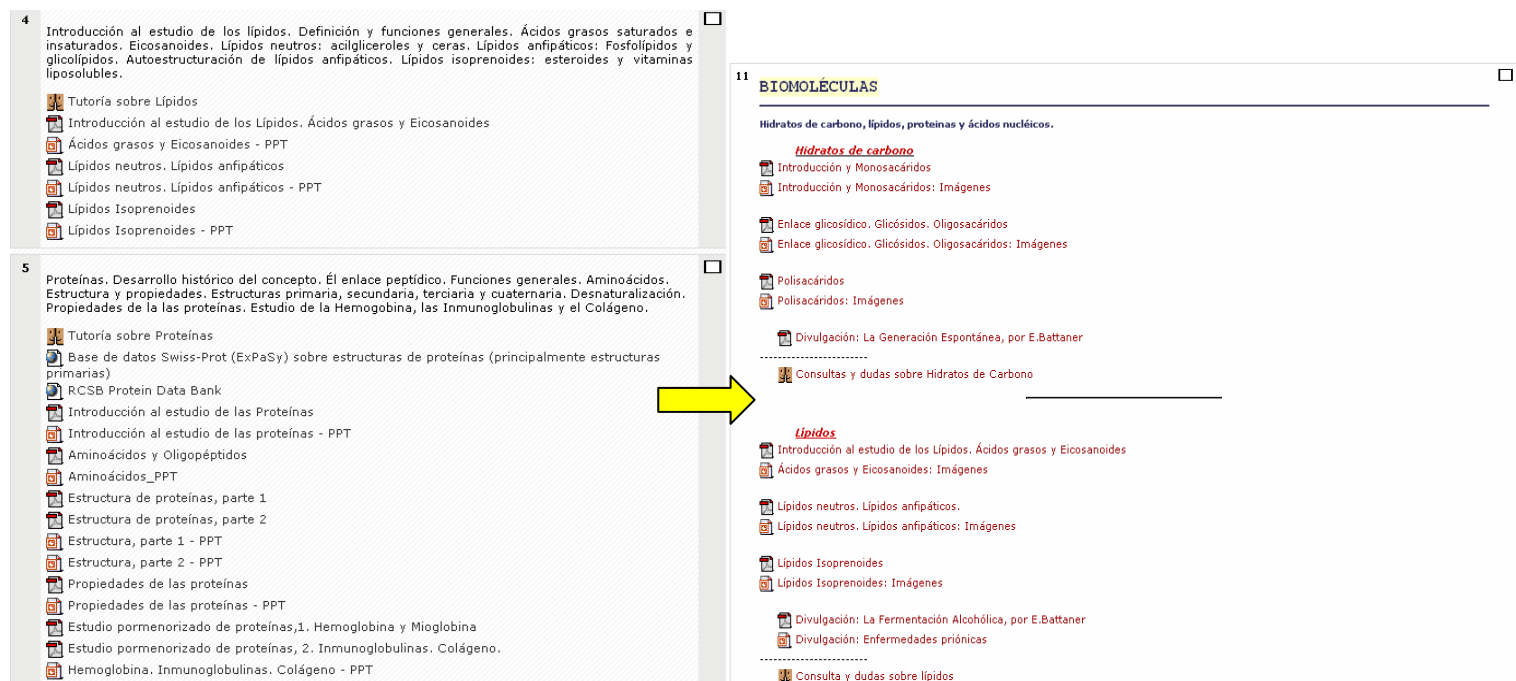 4
Introducción al estudio de los lípidos. Definición y funciones generales. Ácidos grasos saturados e
insaturados. Eicosanoides. Lípidos neutros: acilgliceroles y ceras. Lípidos anfipáticos: Fosfolípidos y
glicolípidos. Autoestructuración de lípidos anfipáticos. Lípidos isoprenoides: esteroides y vitaminas
liposolubles.
Tutoría sobre Lípidos
Introducción al estudio de los Lípidos. Ácidos grasos y Eicosanoides
Ácidos grasos y Eicosanoides - PPT
Lípidos neutros. Lípidos anfipáticos
Lípidos neutros. Lípidos anfipáticos - PPT
Lípidos Isoprenoides
Lípidos Isoprenoides - PPT
5
Proteínas. Desarrollo histórico del concepto. Él enlace peptídico. Funciones generales. Aminoácidos.
Estructura y propiedades. Estructuras primaria, secundaria, terciaria y cuaternaria. Desnaturalización.
Propiedades de la las proteínas. Estudio de la Hemogobina, las Inmunoglobulinas y el Colágeno.
Tutoría sobre Proteínas
Base de datos Swiss-Prot (ExPaSy) sobre estructuras de proteínas (principalmente estructuras
primarias)
RCSB Protein Data Bank
Introducción al estudio de las Proteínas
Introducción al estudio de las proteínas - PPT
Aminoácidos y Oligopéptidos
Aminoácidos_PPT
Estructura de proteínas, parte 1
Estructura de proteínas, parte 2
Estructura, parte 1 - PPT
Estructura, parte 2 - PPT
Propiedades de las proteínas
Propiedades de las proteínas - PPT
Estudio pormenorizado de proteínas,1. Hemoglobina y Mioglobina
Estudio pormenorizado de proteínas, 2. Inmunoglobulinas. Colágeno.
Hemoglobina. Inmunoglobulinas. Colágeno - PPT
11
BIOMOLÉCULAS
Hidratos de carbono, lípidos, proteinas y ácidos nucléicos.
Hidratos de carbono
Introducción y Monosacáridos
Introducción y Monosacáridos: Imágenes
Enlace glicosídico. Glicósidos. Oligosacáridos
Enlace glicosídico. Glicósidos. Oligosacáridos: Imágenes
Polisacáridos
Polisacáridos: Imágenes
Divulgación: La Generación Espontánea, por E.Battaner
------------------------
Consultas y dudas sobre Hidratos de Carbono
Lípidos
Introducción al estudio de los Lípidos. Ácidos grasos y Eicosanoides
Ácidos grasos y Eicosanoides: Imágenes
Lípidos neutros. Lípidos anfipáticos.
Lípidos neutros. Lípidos anfipáticos: Imágenes
Lípidos Isoprenoides
Lípidos Isoprenoides: Imágenes
Divulgación: La Fermentación Alcohólica, por E.Battaner
Divulgación: Enfermedades priónicas
------------------------
Consulta y dudas sobre lípidos